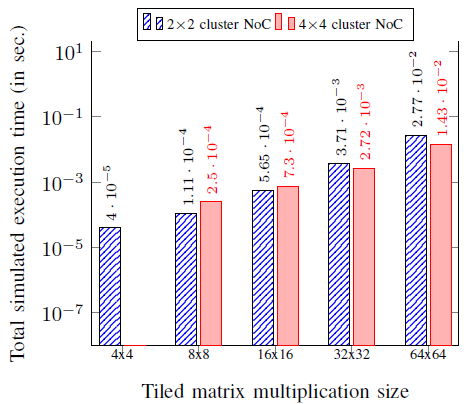 2×2 cluster NoC 4×4 cluster NoC
Total simulated execution time (in sec.)
10^1
10^−1
10^−3
10^−5
10^−7
4 · 10^−5
1.11 · 10^−4
2.5 · 10^−4
5.65 · 10^−4
7.3 · 10^−4
3.71 · 10^−3
2.72 · 10^−3
2.77 · 10^−2
1.43 · 10^−2
4x4 8x8 16x16 32x32 64x64
Tiled matrix multiplication size